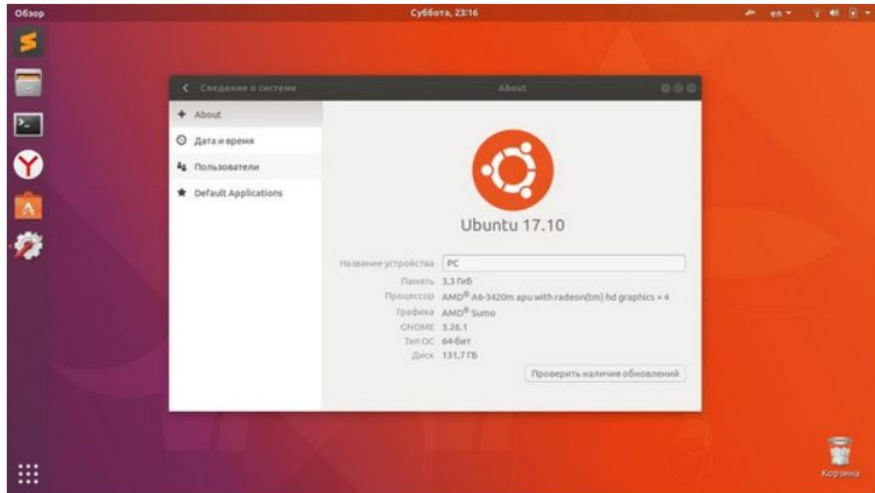 Обзор
Суббота, 23:16
en
Сведения о системе
About
About
Дата и время
Пользователи
Default Applications
Ubuntu 17.10
Название устройства PC
Память 3,3 ГиБ
Процессор AMD® A6-3420m apu with radeon(tm) hd graphics × 4
Графика AMD® Sumo
GNOME 3.26.1
Тип ОС 64-бит
Диск 131,7 ГБ
Проверить наличие обновлений
Корзина